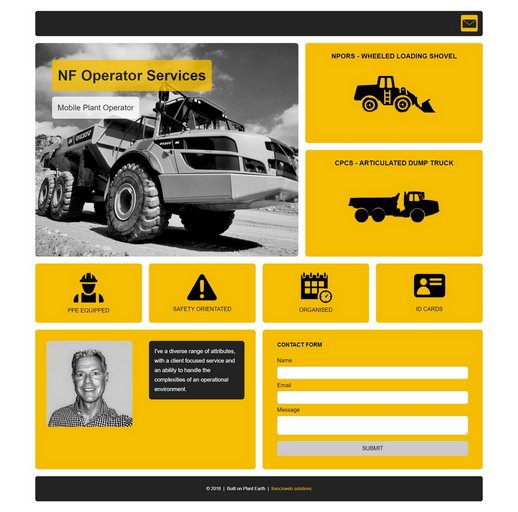 NF Operator Services
Mobile Plant Operator
NPORS - WHEELED LOADING SHOVEL
CPCS - ARTICULATED DUMP TRUCK
PPE EQUIPPED
SAFETY ORIENTATED
ORGANISED
ID CARDS
I've a diverse range of attributes,
with a client focused service and
an ability to handle the
complexities of an operational
environment.
CONTACT FORM
Name
Email
Message
SUBMIT
© 2018 | Built on Plant Earth | francisweb solutions